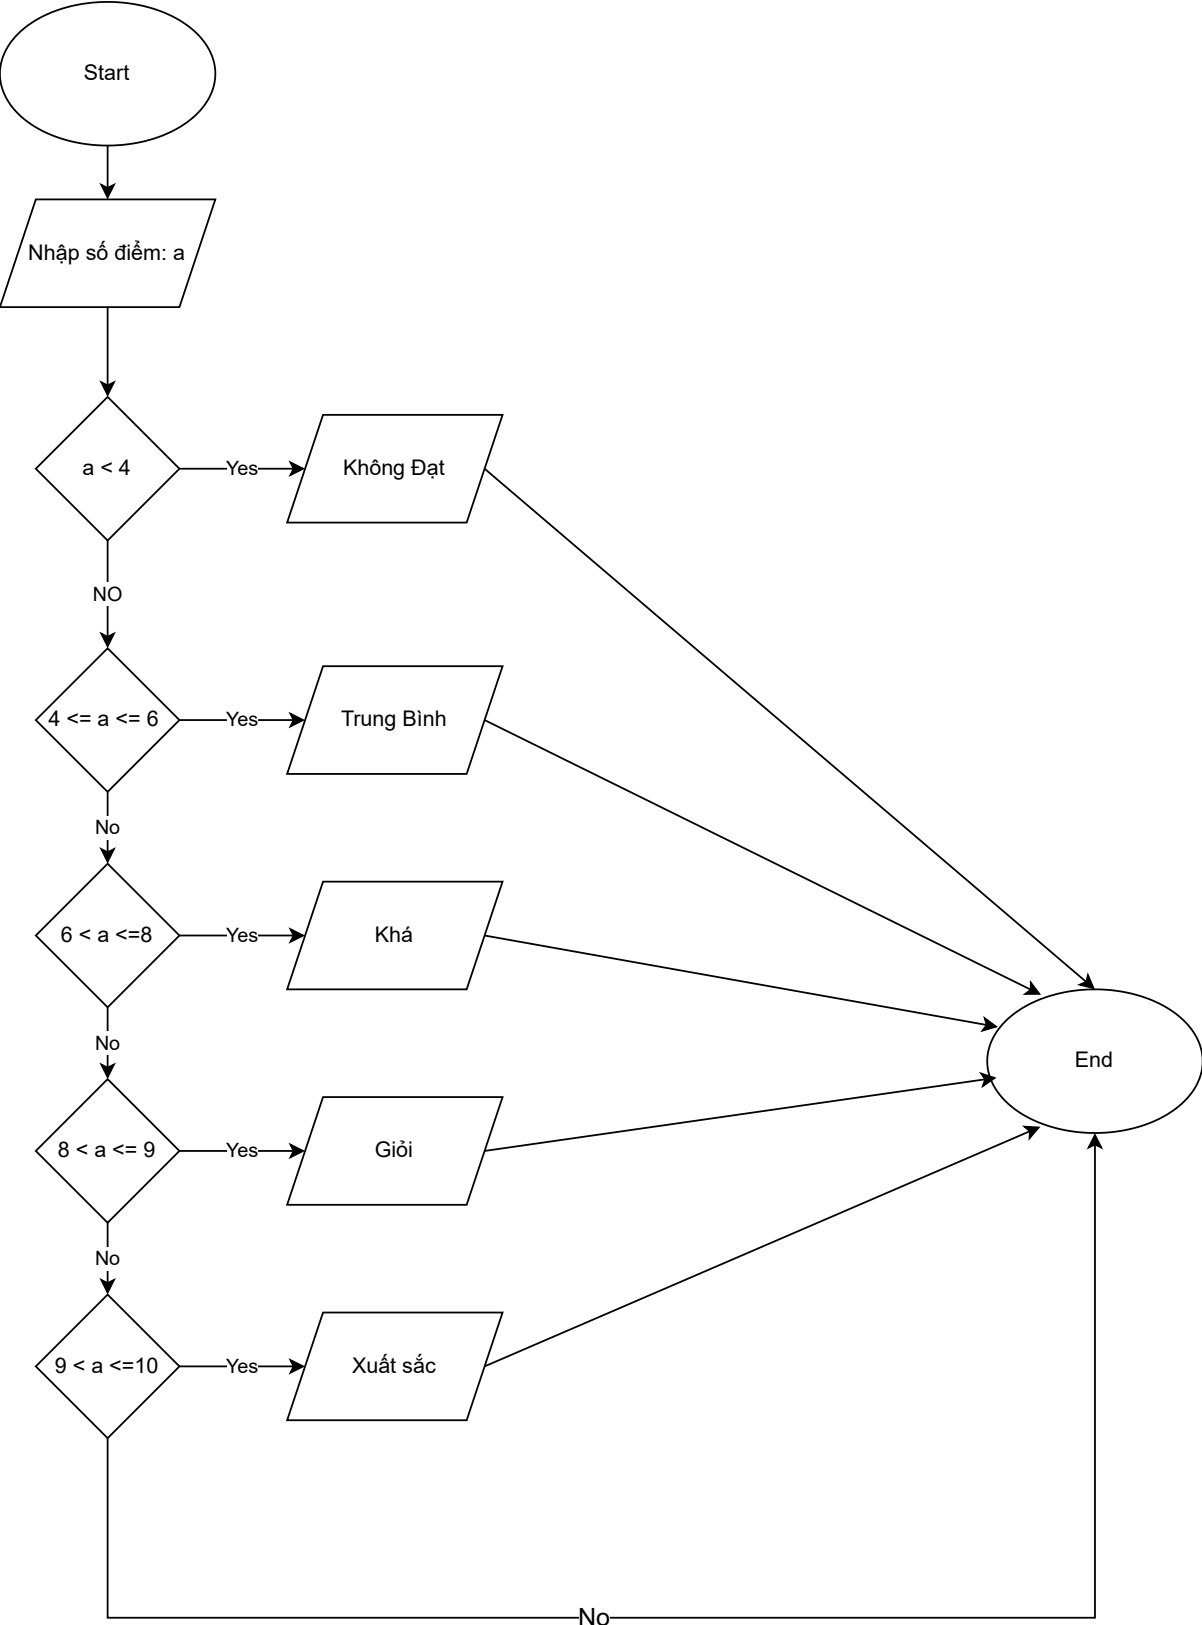 Start
Nhập số điểm: a
a < 4
Yes
Không Đạt
NO
4 <= a <= 6
Yes
Trung Bình
No
6 < a <=8
Yes
Khá
No
End
8 < a <= 9
Yes
Giỏi
No
9 < a <=10
Yes
Xuất sắc
No